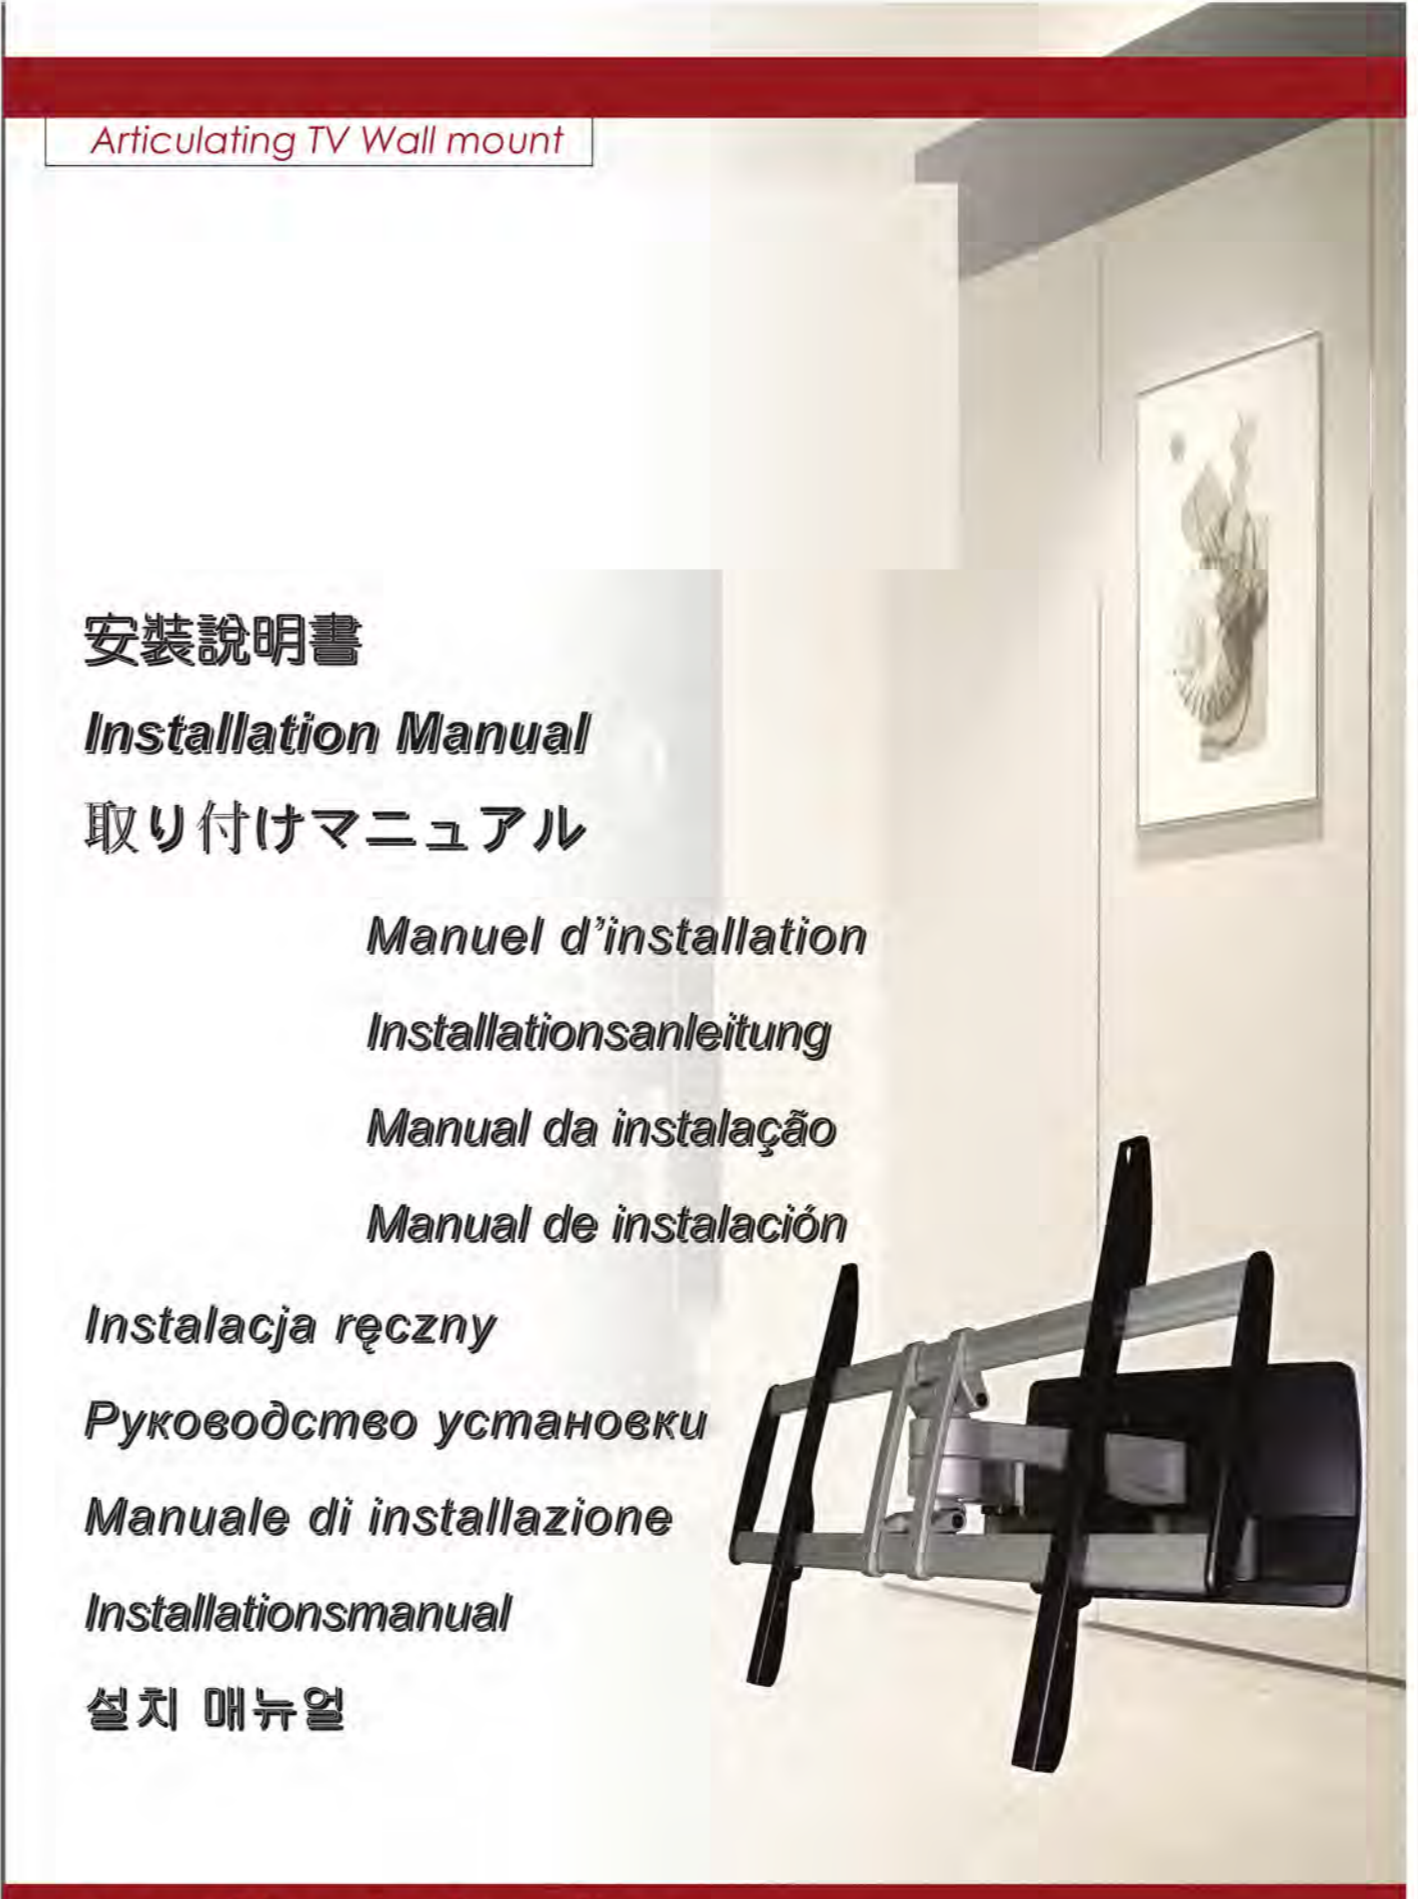 Articulating TV Wall mount
安裝說明書
Installation Manual
取り付けマニュアル
Manuel d’installation
Installationsanleitung
Manual da instalação
Manual de instalación
Instalacja ręczny
Руководство установки
Manuale di installazione
Installationsmanual
설치 매뉴얼